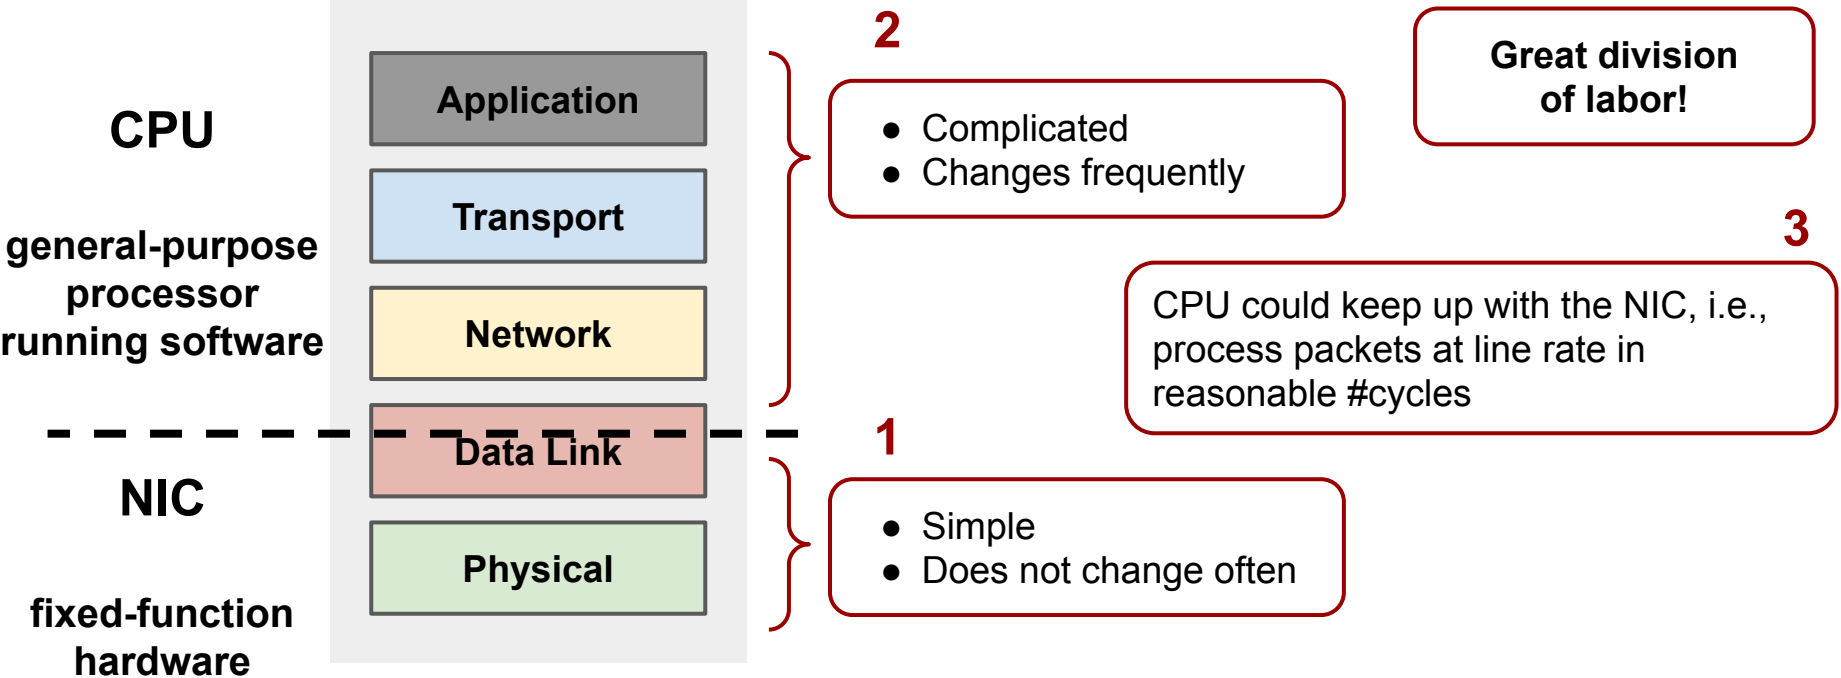 CPU
general-purpose
processor
running software
NIC
fixed-function
hardware
Application
Transport
Network
Data Link
Physical
2
● Complicated
● Changes frequently
1
● Simple
● Does not change often
Great division
of labor!
3
CPU could keep up with the NIC, i.e.,
process packets at line rate in
reasonable #cycles